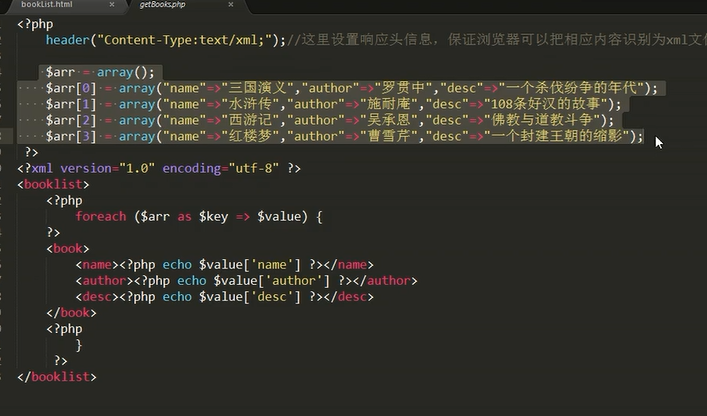 bookList.html × getBooks.php ×
<?php
header("Content-Type:text/xml;");//这里设置响应头信息，保证浏览器可以把相应内容识别为xml文
$arr = array();
$arr[0] = array("name"=>"三国演义","author"=>"罗贯中","desc"=>"一个杀伐纷争的年代");
$arr[1] = array("name"=>"水浒传","author"=>"施耐庵","desc"=>"108条好汉的故事");
$arr[2] = array("name"=>"西游记","author"=>"吴承恩","desc"=>"佛教与道教斗争");
$arr[3] = array("name"=>"红楼梦","author"=>"曹雪芹","desc"=>"一个封建王朝的缩影");
?>
<?xml version="1.0" encoding="utf-8" ?>
<booklist>
<?php
foreach ($arr as $key => $value) {
?>
<book>
<name><?php echo $value['name'] ?></name>
<author><?php echo $value['author'] ?></author>
<desc><?php echo $value['desc'] ?></desc>
</book>
<?php
}
?>
</booklist>